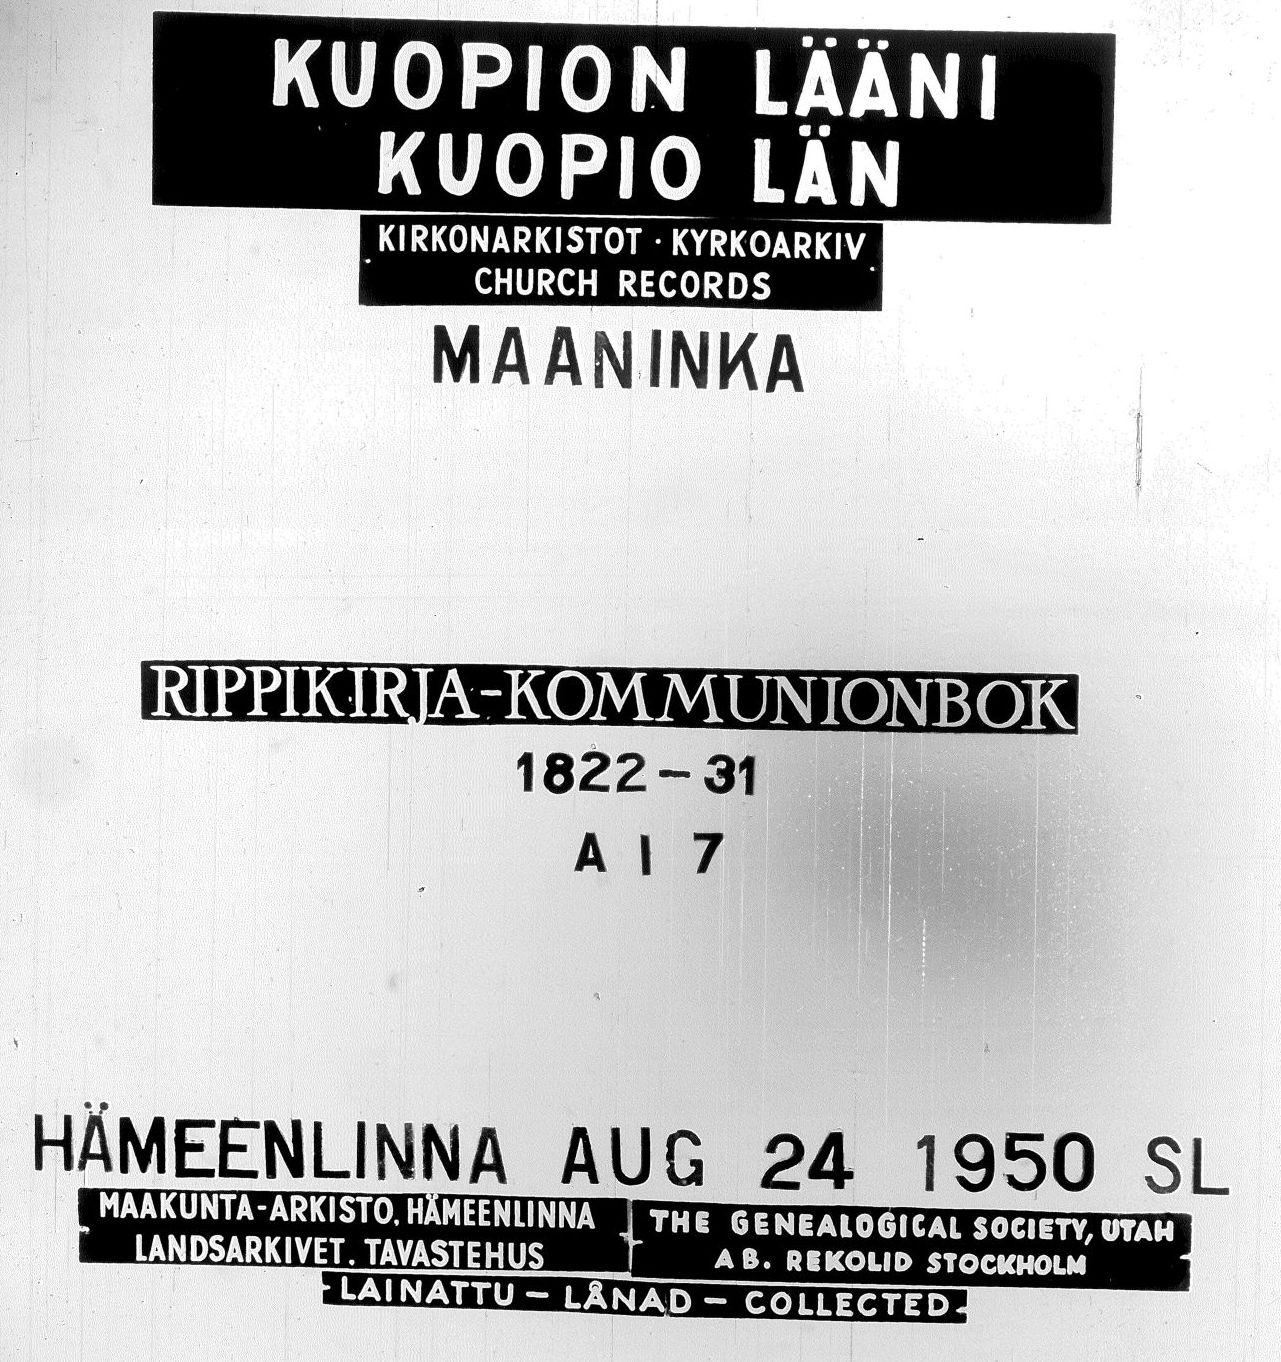 KUOPION LÄÄNI
KUOPIO LÄN
KIRKONARKISTOT · KYRKOARKIV
CHURCH RECORDS
MAANINKA
RIPPIKIRJA-KOMMUNIONBOK
1822-31
A I 7
HÄMEENLINNA AUG 24 1950 SL
MAAKUNTA-ARKISTO, HÄMEENLINNA
LANDSARKIVET, TAVASTEHUS
THE GENEALOGICAL SOCIETY, UTAH
AB. REKOLID STOCKHOLM
LAINATTU - LÅNAD - COLLECTED